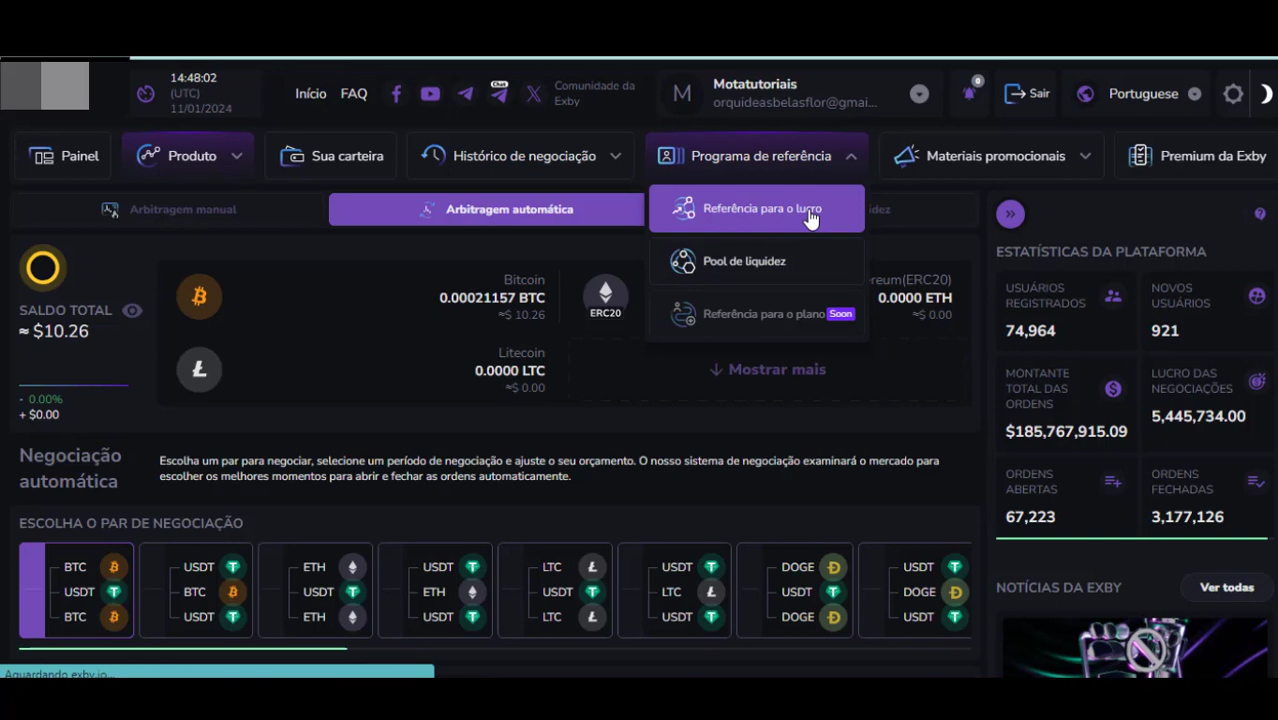 14:48:02
(UTC)
11/01/2024
Início
FAQ
Chat
Comunidade da
Exby
M
Motatutoriais
orquideasbelasflor@gmai...
0
Sair
Portuguese
Painel
Produto
Sua carteira
Histórico de negociação
Programa de referência
Materiais promocionais
Premium da Exby
Arbitragem manual
Arbitragem automática
idez
Referência para o lucro
Pool de liquidez
Referência para o plano Soon
SALDO TOTAL
≈ $10.26
- 0.00%
+ $0.00
Bitcoin
0.00021157 BTC
≈$ 10.26
ERC20
ereum(ERC20)
0.0000 ETH
≈$ 0.00
Litecoin
0.0000 LTC
≈$ 0.00
Mostrar mais
Negociação
automática
Escolha um par para negociar, selecione um período de negociação e ajuste o seu orçamento. O nosso sistema de negociação examinará o mercado para
escolher os melhores momentos para abrir e fechar as ordens automaticamente.
ESCOLHA O PAR DE NEGOCIAÇÃO
BTC
USDT
BTC
USDT
BTC
USDT
ETH
USDT
ETH
USDT
ETH
USDT
LTC
USDT
LTC
USDT
LTC
USDT
DOGE
USDT
DOGE
USDT
DOGE
USDT
ESTATÍSTICAS DA PLATAFORMA
USUÁRIOS
REGISTRADOS
74,964
NOVOS
USUÁRIOS
921
MONTANTE
TOTAL DAS
ORDENS
$185,767,915.09
LUCRO DAS
NEGOCIAÇÕES
5,445,734.00
ORDENS
ABERTAS
67,223
ORDENS
FECHADAS
3,177,126
NOTÍCIAS DA EXBY
Ver todas
Aguardando exby.io...